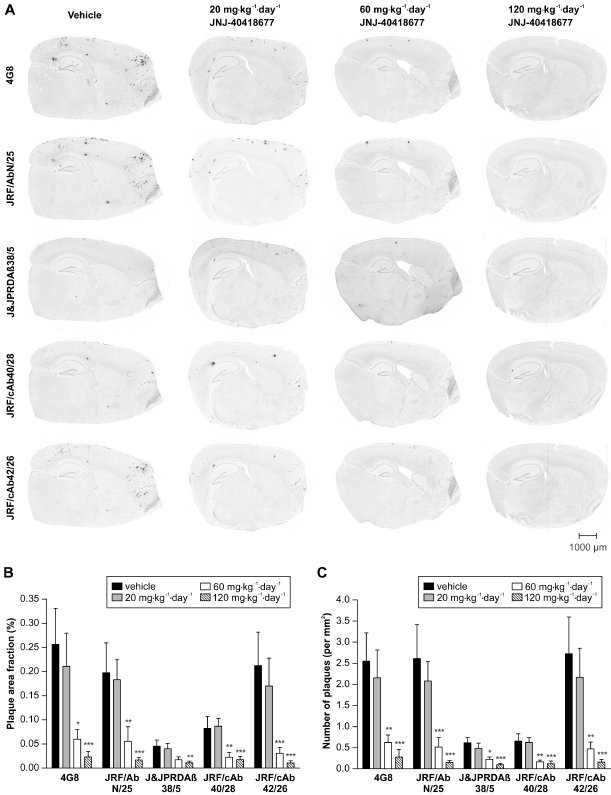 A
Vehicle
20 mg·kg⁻¹·day⁻¹
JNJ-40418677
60 mg·kg⁻¹·day⁻¹
JNJ-40418677
120 mg·kg⁻¹·day⁻¹
JNJ-40418677
4G8
JRF/AbN/25
J&JPRDAß38/5
JRF/cAb40/28
JRF/cAb42/26
1000 µm
B
vehicle
20 mg·kg⁻¹·day⁻¹
60 mg·kg⁻¹·day⁻¹
120 mg·kg⁻¹·day⁻¹
Plaque area fraction (%)
0.35
0.30
0.25
0.20
0.15
0.10
0.05
0.00
*
***
**
***
**
**
***
***
***
4G8
JRF/Ab
N/25
J&JPRDAß
38/5
JRF/cAb
40/28
JRF/cAb
42/26
C
vehicle
20 mg·kg⁻¹·day⁻¹
60 mg·kg⁻¹·day⁻¹
120 mg·kg⁻¹·day⁻¹
Number of plaques (per mm²)
4.0
3.5
3.0
2.5
2.0
1.5
1.0
0.5
0.0
**
***
***
***
*
***
**
***
**
***
4G8
JRF/Ab
N/25
J&JPRDAß
38/5
JRF/cAb
40/28
JRF/cAb
42/26